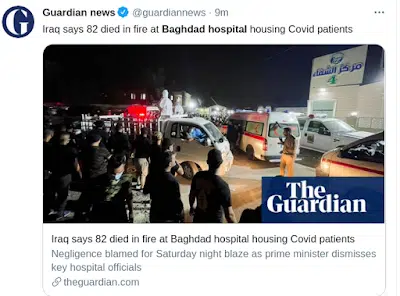 Guardian news @guardiannews · 9m
Iraq says 82 died in fire at Baghdad hospital housing Covid patients
مركز الشفاء
4
The
Guardian
Iraq says 82 died in fire at Baghdad hospital housing Covid patients
Negligence blamed for Saturday night blaze as prime minister dismisses
key hospital officials
theguardian.com